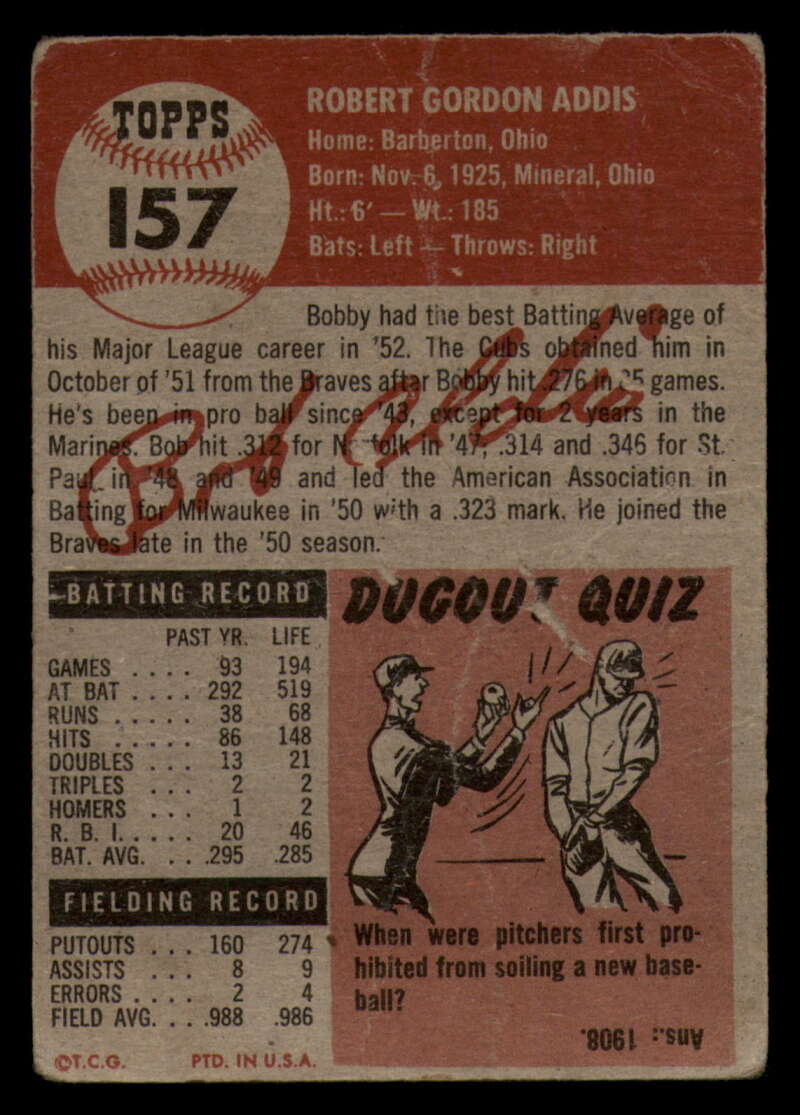 TOPPS
157
ROBERT GORDON ADDIS
Home: Barberton, Ohio
Born: Nov. 6, 1925, Mineral, Ohio
Ht.: 6' — Wt.: 185
Bats: Left — Throws: Right
Bobby had the best Batting Average of
his Major League career in '52. The Cubs obtained him in
October of '51 from the Braves after Bobby hit .276 in games.
He's been in pro ball since '43, except for 2 years in the
Marines. Bob hit .312 for Norfolk in '47, .314 and .346 for St.
Paul in '48 and '49 and led the American Association in
Batting for Milwaukee in '50 with a .323 mark. He joined the
Braves late in the '50 season.
Bob Addis
BATTING RECORD
PAST YR. LIFE
GAMES . . . . 93 194
AT BAT . . . . 292 519
RUNS . . . . . 38 68
HITS . . . . . 86 148
DOUBLES . . . 13 21
TRIPLES . . . 2 2
HOMERS . . . 1 2
R. B. I. . . . . 20 46
BAT. AVG. . . .295 .285
FIELDING RECORD
PUTOUTS . . . 160 274
ASSISTS . . . 8 9
ERRORS . . . . 2 4
FIELD AVG. . . .988 .986
©T.C.G. PTD. IN U.S.A.
DUGOUT QUIZ
When were pitchers first pro-
hibited from soiling a new base-
ball?
Ans.: 1908.